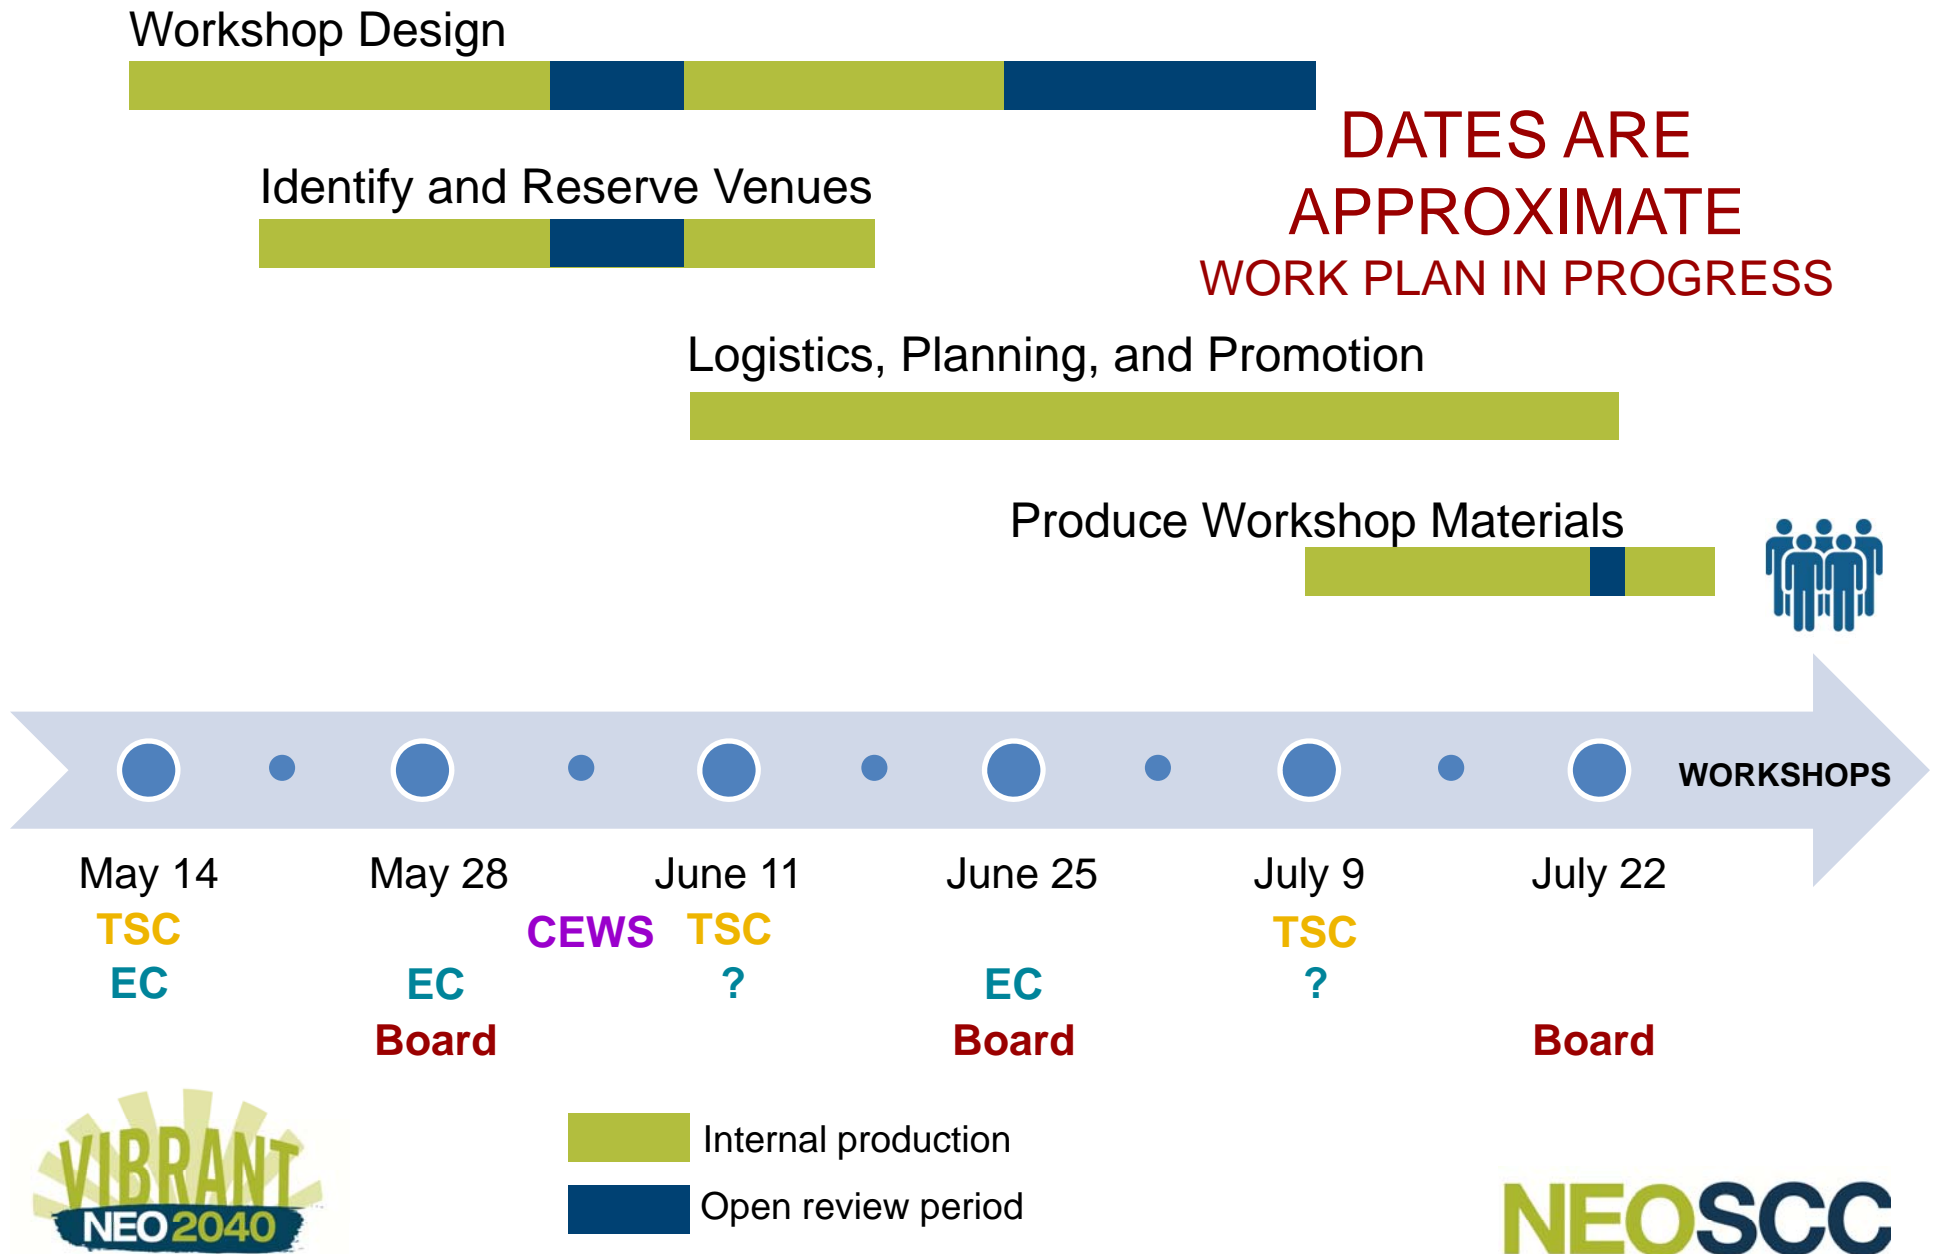 Workshop Design
DATES ARE
APPROXIMATE
WORK PLAN IN PROGRESS
Identify and Reserve Venues
Logistics, Planning, and Promotion
Produce Workshop Materials
WORKSHOPS
May 14 May 28 June 11 June 25 July 9 July 22
TSC CEWS TSC TSC
EC EC ? EC ?
Board Board Board
VIBRANT
NEO 2040
Internal production
Open review period
NEOSCC